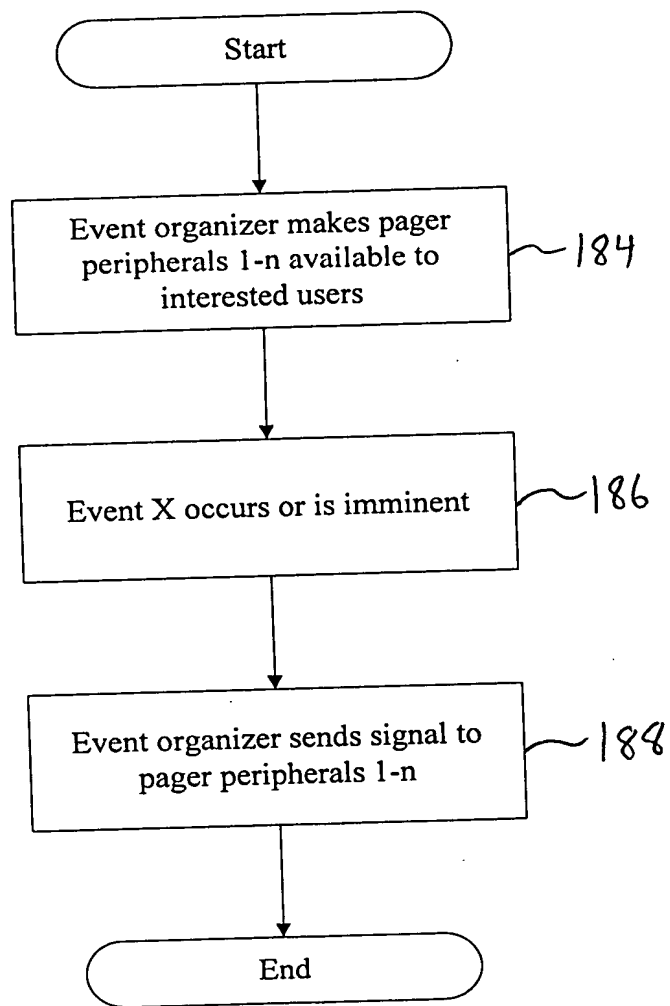 Start
Event organizer makes pager
peripherals 1-n available to
interested users
184
Event X occurs or is imminent
186
Event organizer sends signal to
pager peripherals 1-n
188
End